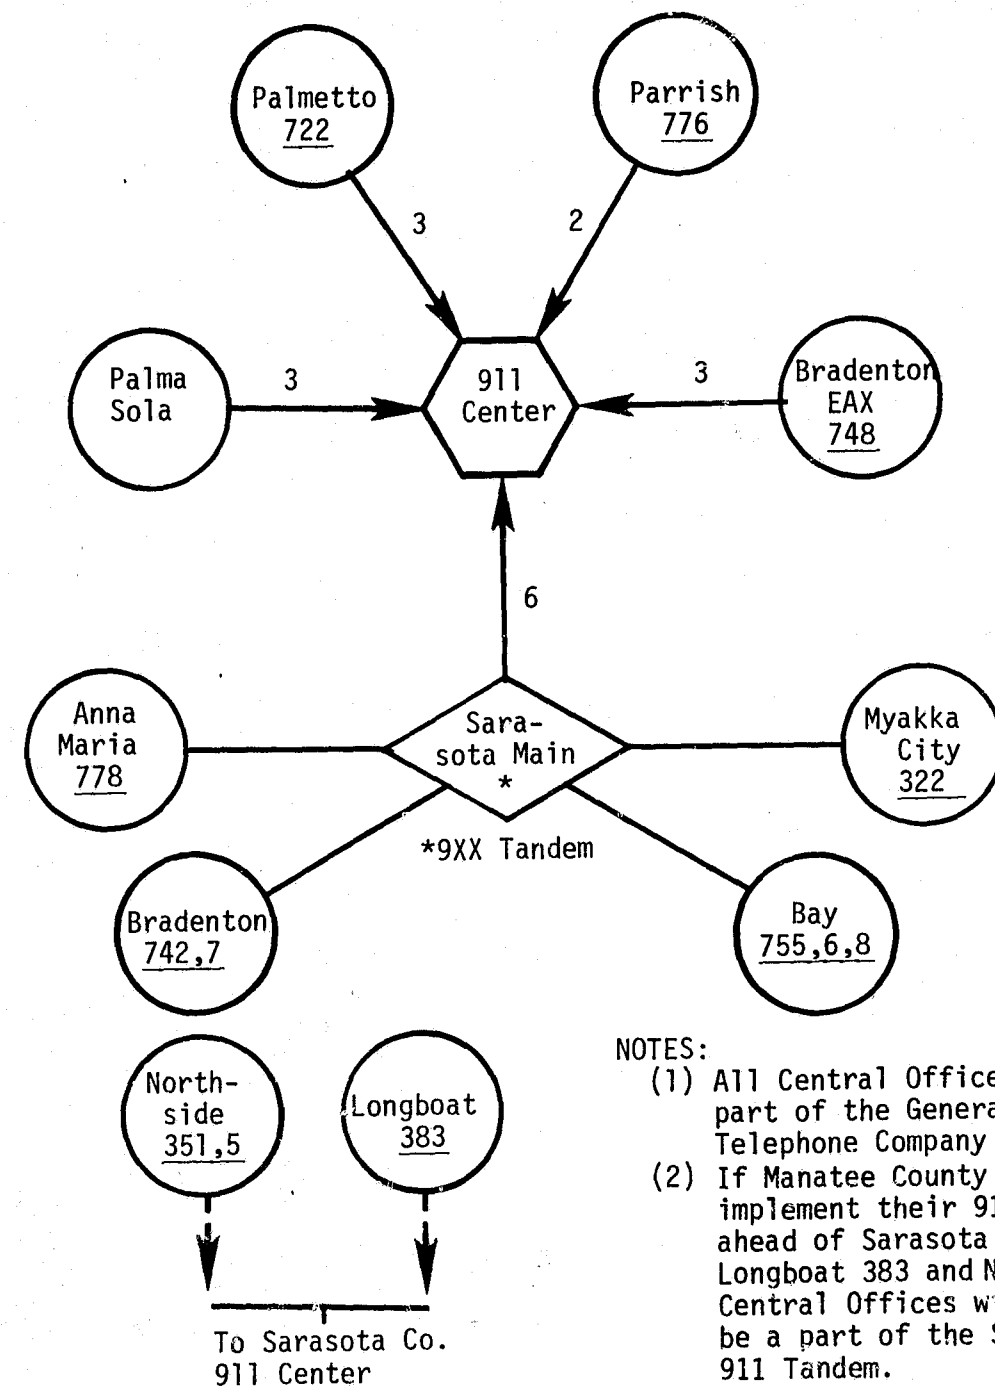 Palmetto
722
Parrish
776
3
2
Palma
Sola
3
911
Center
3
Bradenton
EAX
748
6
Anna
Maria
778
Sara-
sota Main
*
Myakka
City
322
*9XX Tandem
Bradenton
742,7
Bay
755,6,8
North-
side
351,5
Longboat
383
To Sarasota Co.
911 Center
NOTES:
(1) All Central Office
part of the Genera
Telephone Company
(2) If Manatee County
implement their 91
ahead of Sarasota
Longboat 383 and N
Central Offices w
be a part of the S
911 Tandem.